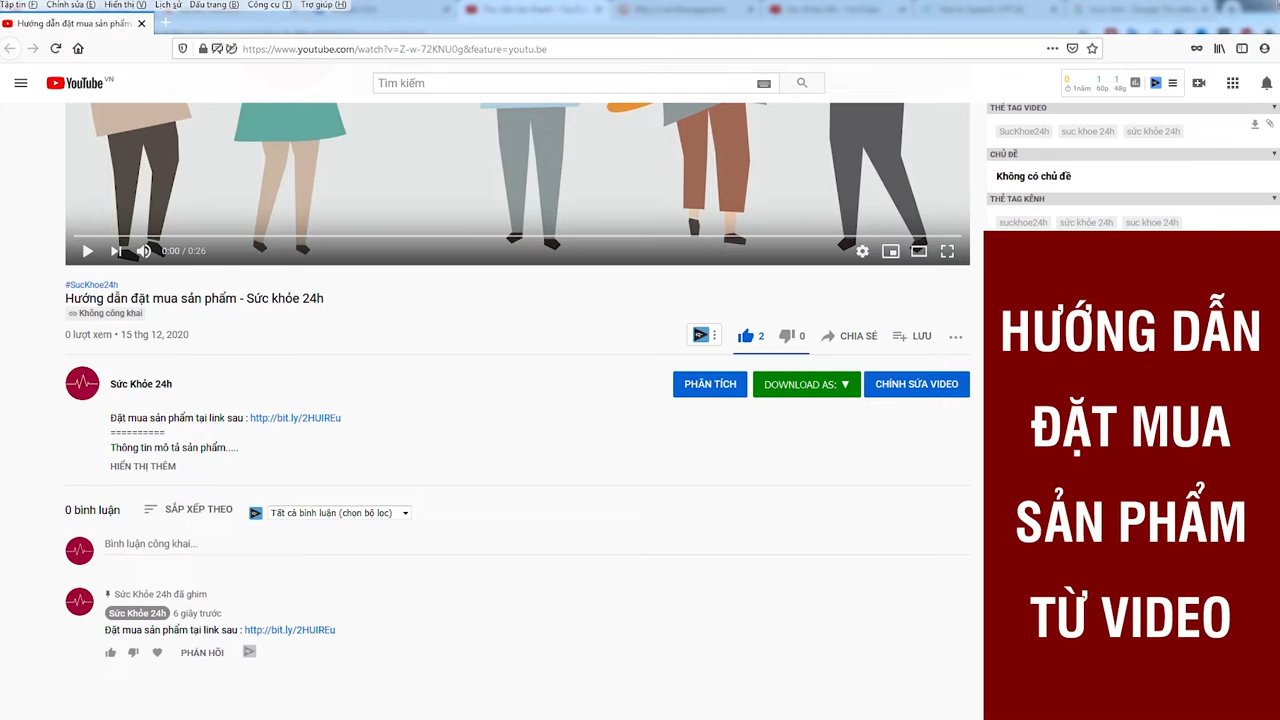 Tập tin (F) Chỉnh sửa (E) Hiển thị (V) Lịch sử Dấu trang (B) Công cụ (T) Trợ giúp (H)
Hướng dẫn đặt mua sản phẩm
https://www.youtube.com/watch?v=Z-w-72KNU0g&feature=youtu.be
YouTube VN
Tìm kiếm
0 1 1
1năm 60p 48g
THẺ TAG VIDEO
SucKhoe24h suc khoe 24h sức khỏe 24h
CHỦ ĐỀ
Không có chủ đề
THẺ TAG KÊNH
suckhoe24h sức khỏe 24h suc khoe 24h
0:00 / 0:26
#SucKhoe24h
Hướng dẫn đặt mua sản phẩm - Sức khỏe 24h
Không công khai
0 lượt xem • 15 thg 12, 2020
2 0 CHIA SẺ LƯU
Sức Khỏe 24h
PHÂN TÍCH DOWNLOAD AS: ▼ CHỈNH SỬA VIDEO
Đặt mua sản phẩm tại link sau : http://bit.ly/2HUIREu
==========
Thông tin mô tả sản phẩm.....
HIỂN THỊ THÊM
0 bình luận SẮP XẾP THEO Tất cả bình luận (chọn bộ lọc)
Bình luận công khai...
Sức Khỏe 24h đã ghim
Sức Khỏe 24h 6 giây trước
Đặt mua sản phẩm tại link sau : http://bit.ly/2HUIREu
PHẢN HỒI
HƯỚNG DẪN
ĐẶT MUA
SẢN PHẨM
TỪ VIDEO